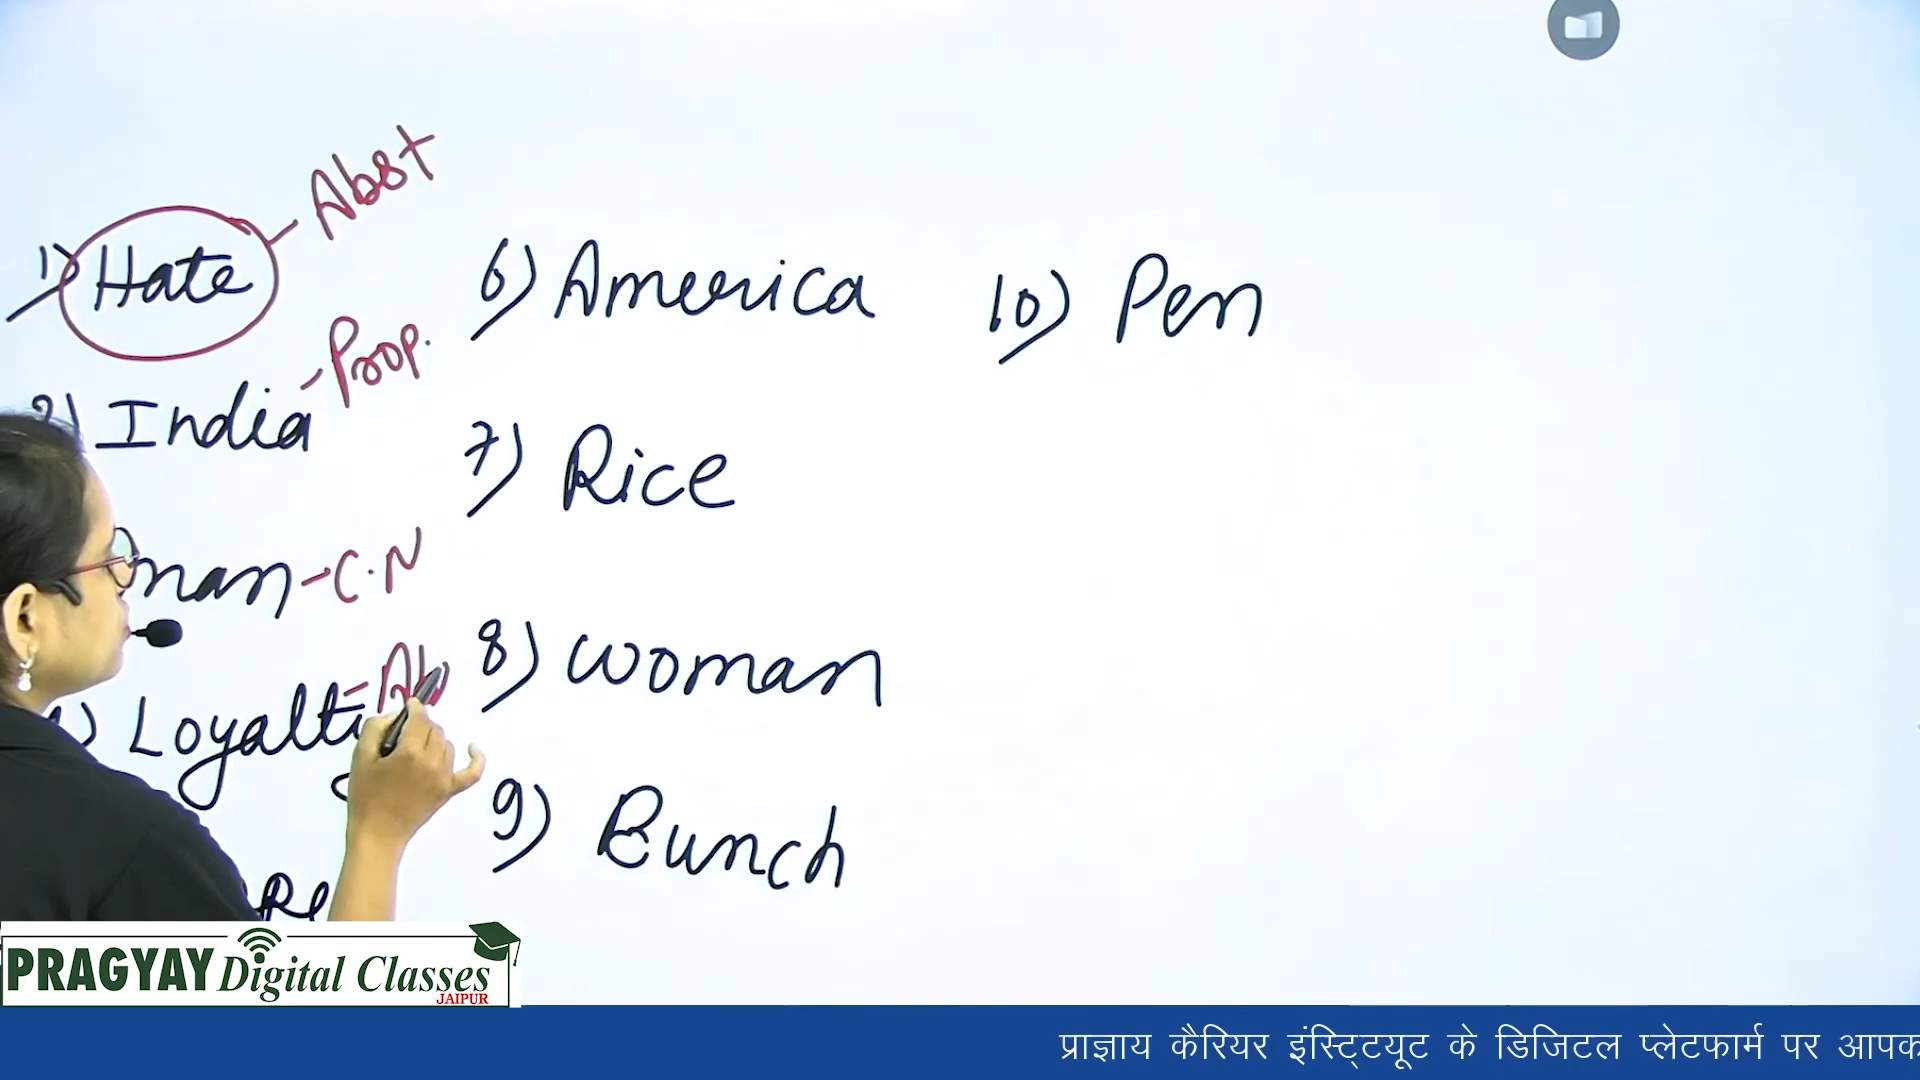 1) Hate - Abst
2) India - Prop.
man - C.N
Loyalty - Ab
6) America
7) Rice
8) woman
9) Bunch
10) Pen
PRAGYAY Digital Classes
JAIPUR
प्राज्ञाय कैरियर इंस्टिट्यूट के डिजिटल प्लेटफार्म पर आपक